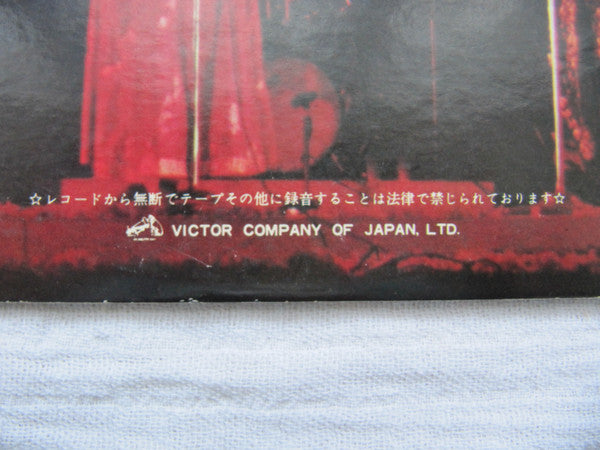 ☆レコードから無断でテープその他に録音することは法律で禁じられております☆
VICTOR COMPANY OF JAPAN, LTD.